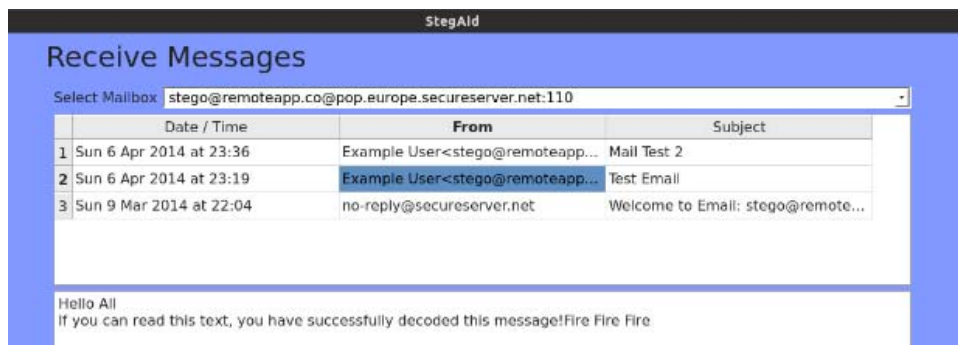 StegAid
Receive Messages
Select Mailbox stego@remoteapp.co@pop.europe.secureserver.net:110
Date / Time From Subject
1 Sun 6 Apr 2014 at 23:36 Example User<stego@remoteapp... Mail Test 2
2 Sun 6 Apr 2014 at 23:19 Example User<stego@remoteapp... Test Email
3 Sun 9 Mar 2014 at 22:04 no-reply@secureserver.net Welcome to Email: stego@remote...
Hello All
If you can read this text, you have successfully decoded this message!Fire Fire Fire